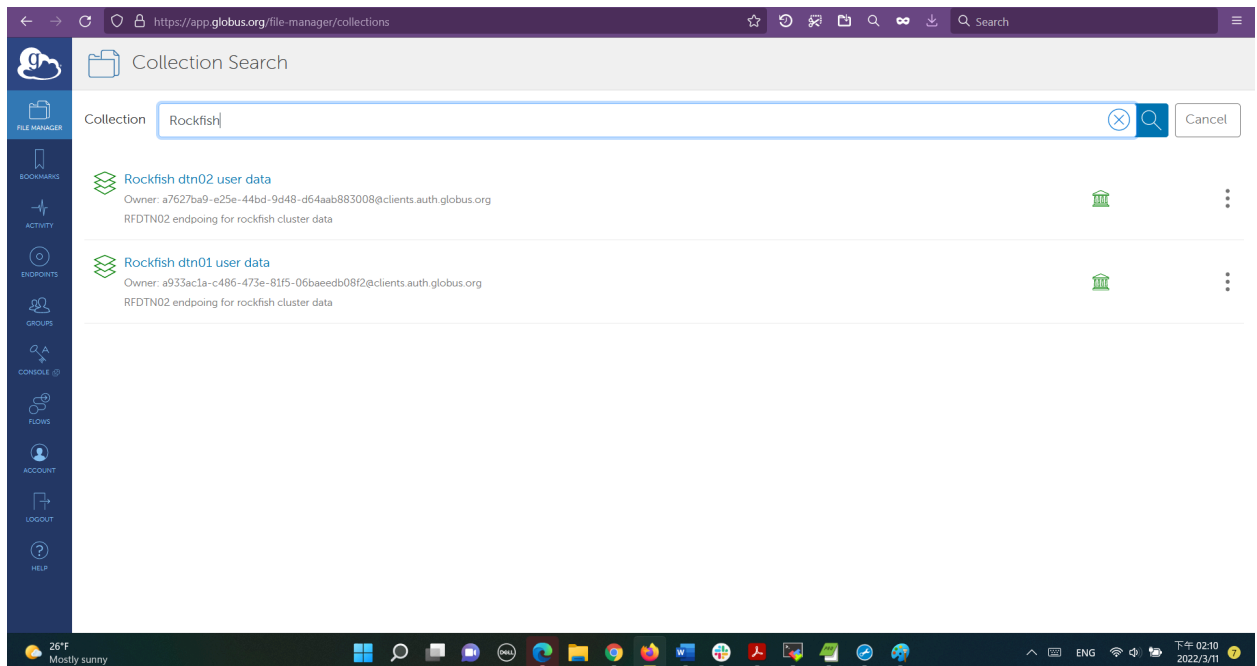 https://app.globus.org/file-manager/collections
Search
g
Collection Search
FILE MANAGER
Collection
Rockfish
Cancel
BOOKMARKS
Rockfish dtn02 user data
Owner: a7627ba9-e25e-44bd-9d48-d64aab883008@clients.auth.globus.org
RFDTN02 endpoing for rockfish cluster data
ACTIVITY
ENDPOINTS
Rockfish dtn01 user data
Owner: a933ac1a-c486-473e-81f5-06baeedb08f2@clients.auth.globus.org
RFDTN02 endpoing for rockfish cluster data
GROUPS
CONSOLE
FLOWS
ACCOUNT
LOGOUT
HELP
26°F
Mostly sunny
DELL
W
ENG
下午 02:10
2022/3/11
7